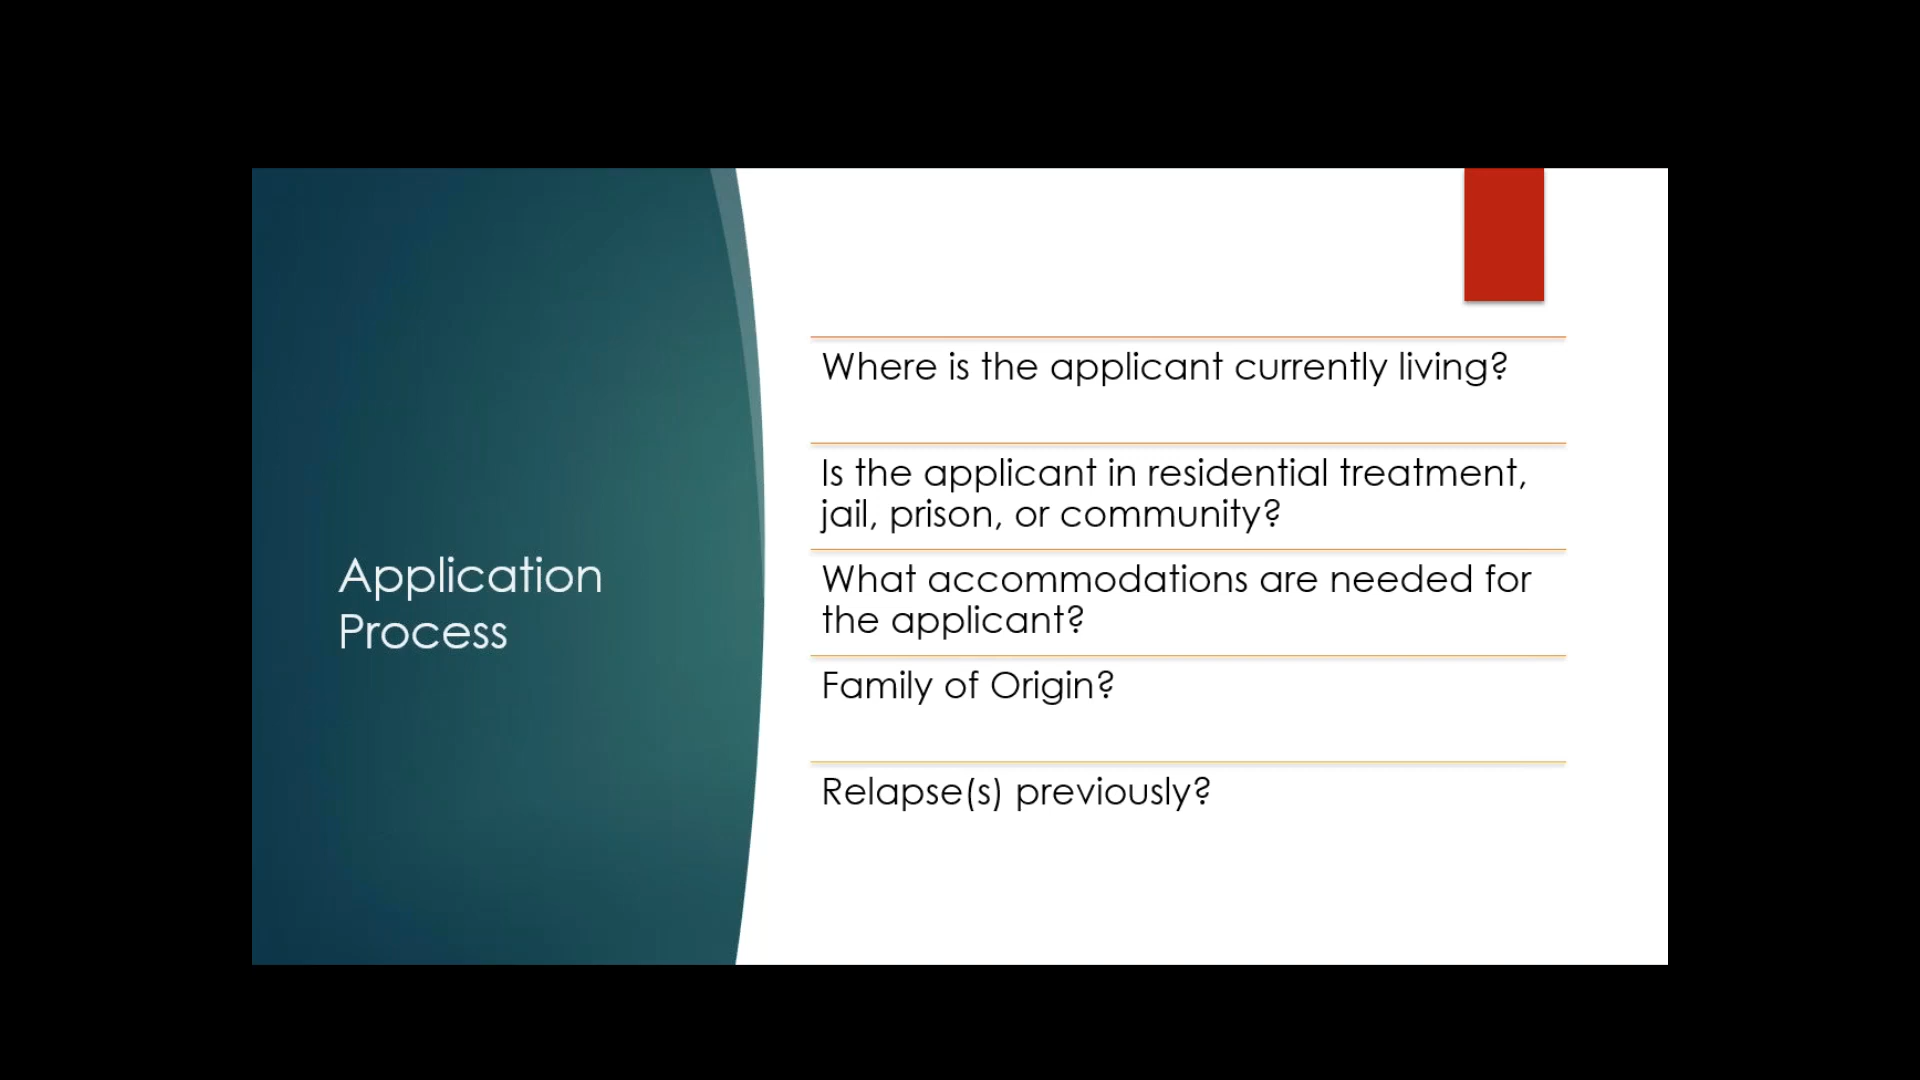 Application
Process
Where is the applicant currently living?
Is the applicant in residential treatment,
jail, prison, or community?
What accommodations are needed for
the applicant?
Family of Origin?
Relapse(s) previously?